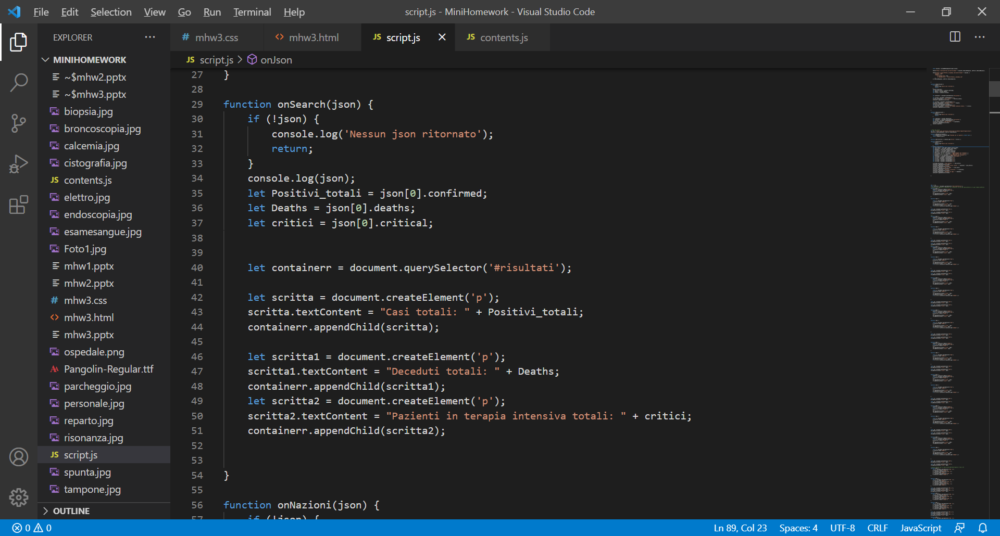 File Edit Selection View Go Run Terminal Help
script.js - MiniHomework - Visual Studio Code
EXPLORER
# mhw3.css
<> mhw3.html
JS script.js
JS contents.js
JS script.js > onJson
MINIHOMEWORK
~$mhw2.pptx
~$mhw3.pptx
biopsia.jpg
broncoscopia.jpg
calcemia.jpg
cistografia.jpg
JS contents.js
elettro.jpg
endoscopia.jpg
esamesangue.jpg
Foto1.jpg
mhw1.pptx
mhw2.pptx
# mhw3.css
<> mhw3.html
mhw3.pptx
ospedale.png
AA Pangolin-Regular.ttf
parcheggio.jpg
personale.jpg
reparto.jpg
risonanza.jpg
JS script.js
spunta.jpg
tampone.jpg
OUTLINE
27 }
28
29 function onSearch(json) {
30 if (!json) {
31 console.log('Nessun json ritornato');
32 return;
33 }
34 console.log(json);
35 let Positivi_totali = json[0].confirmed;
36 let Deaths = json[0].deaths;
37 let critici = json[0].critical;
38
39
40 let containerr = document.querySelector('#risultati');
41
42 let scritta = document.createElement('p');
43 scritta.textContent = "Casi totali: " + Positivi_totali;
44 containerr.appendChild(scritta);
45
46 let scritta1 = document.createElement('p');
47 scritta1.textContent = "Deceduti totali: " + Deaths;
48 containerr.appendChild(scritta1);
49 let scritta2 = document.createElement('p');
50 scritta2.textContent = "Pazienti in terapia intensiva totali: " + critici;
51 containerr.appendChild(scritta2);
52
53
54 }
55
56 function onNazioni(json) {
57 if (!json) {
0 0
Ln 89, Col 23 Spaces: 4 UTF-8 CRLF JavaScript